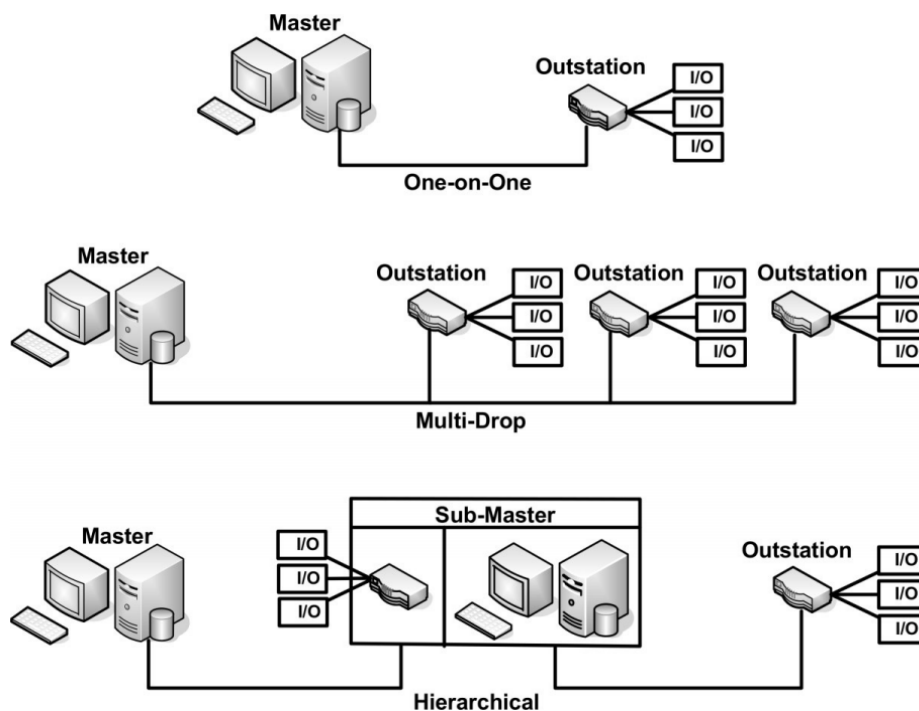 Master
Outstation
I/O
I/O
I/O
One-on-One
Master
Outstation
I/O
I/O
I/O
Outstation
I/O
I/O
I/O
Outstation
I/O
I/O
I/O
Multi-Drop
Master
I/O
I/O
I/O
Sub-Master
Outstation
I/O
I/O
I/O
Hierarchical